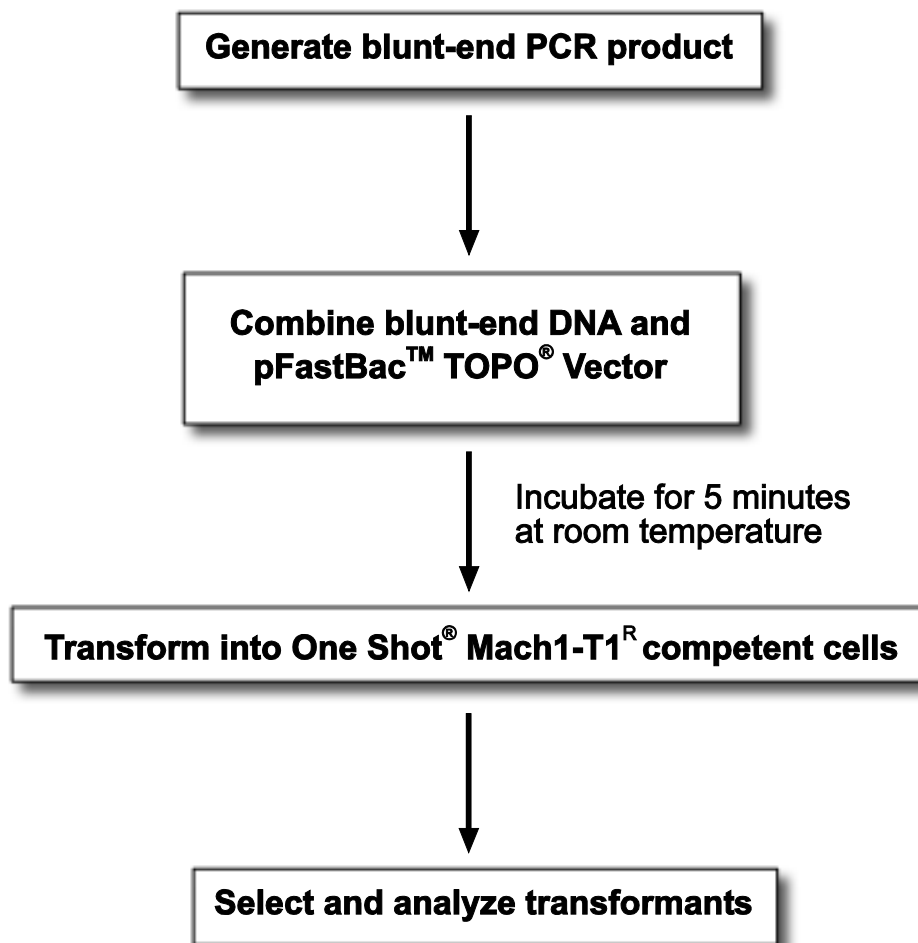 Generate blunt-end PCR product
Combine blunt-end DNA and
pFastBac™ TOPO® Vector
Incubate for 5 minutes
at room temperature
Transform into One Shot® Mach1-T1ᴿ competent cells
Select and analyze transformants